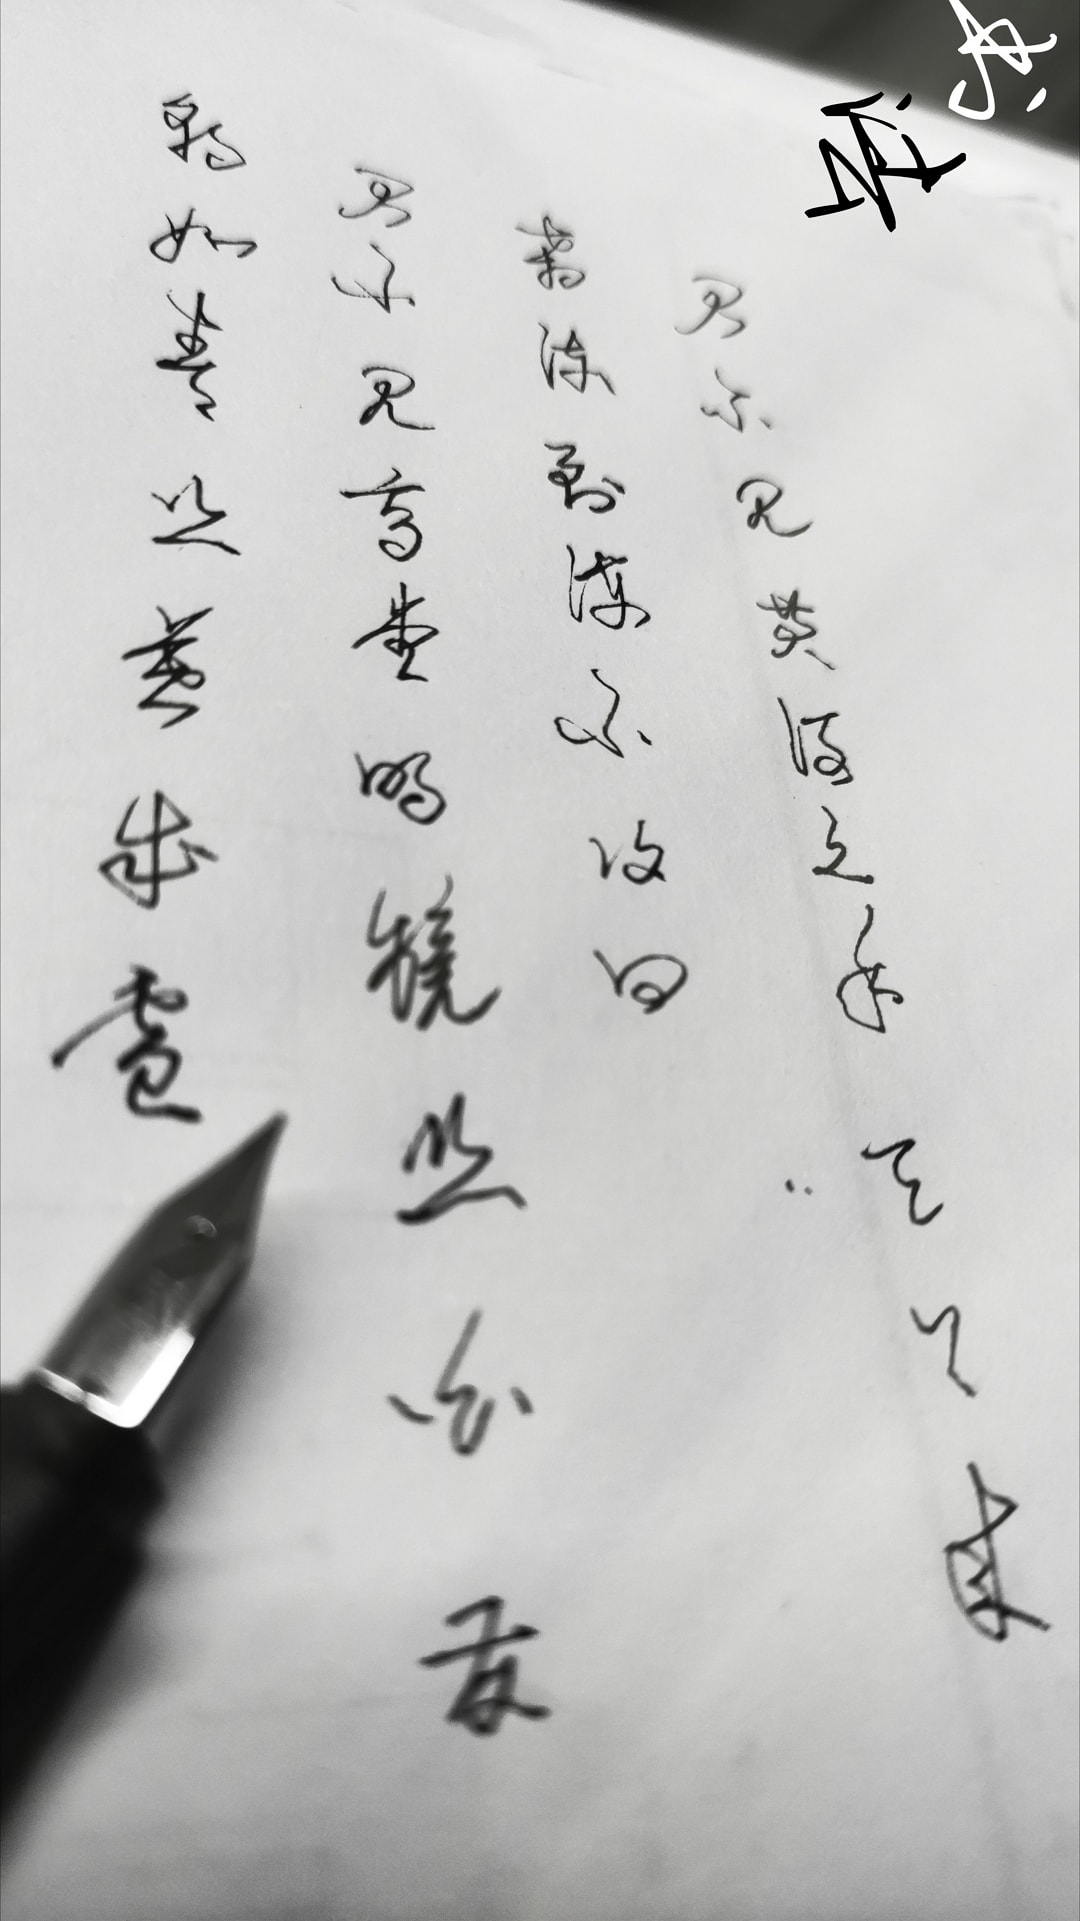 君不见黄河之水天上来
奔流到海不复回
君不见高堂明镜悲白发
朝如青丝暮成雪